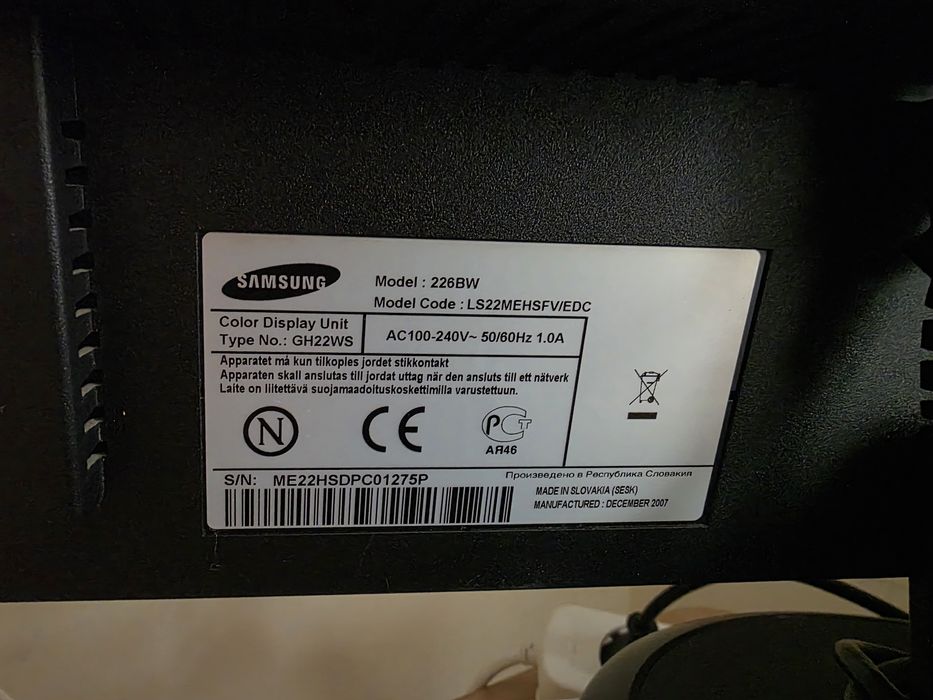 SAMSUNG
Model : 226BW
Model Code : LS22MEHSFV/EDC
Color Display Unit
Type No.: GH22WS
AC100-240V~ 50/60Hz 1.0A
Apparatet må kun tilkoples jordet stikkontakt
Apparaten skall anslutas till jordat uttag när den ansluts till ett nätverk
Laite on liitettävä suojamaadoituskoskettimilla varustettuun.
N
CE
РСТ
АЯ46
S/N: ME22HSDPC01275P
Произведено в Республика Словакия
MADE IN SLOVAKIA (SESK)
MANUFACTURED : DECEMBER 2007